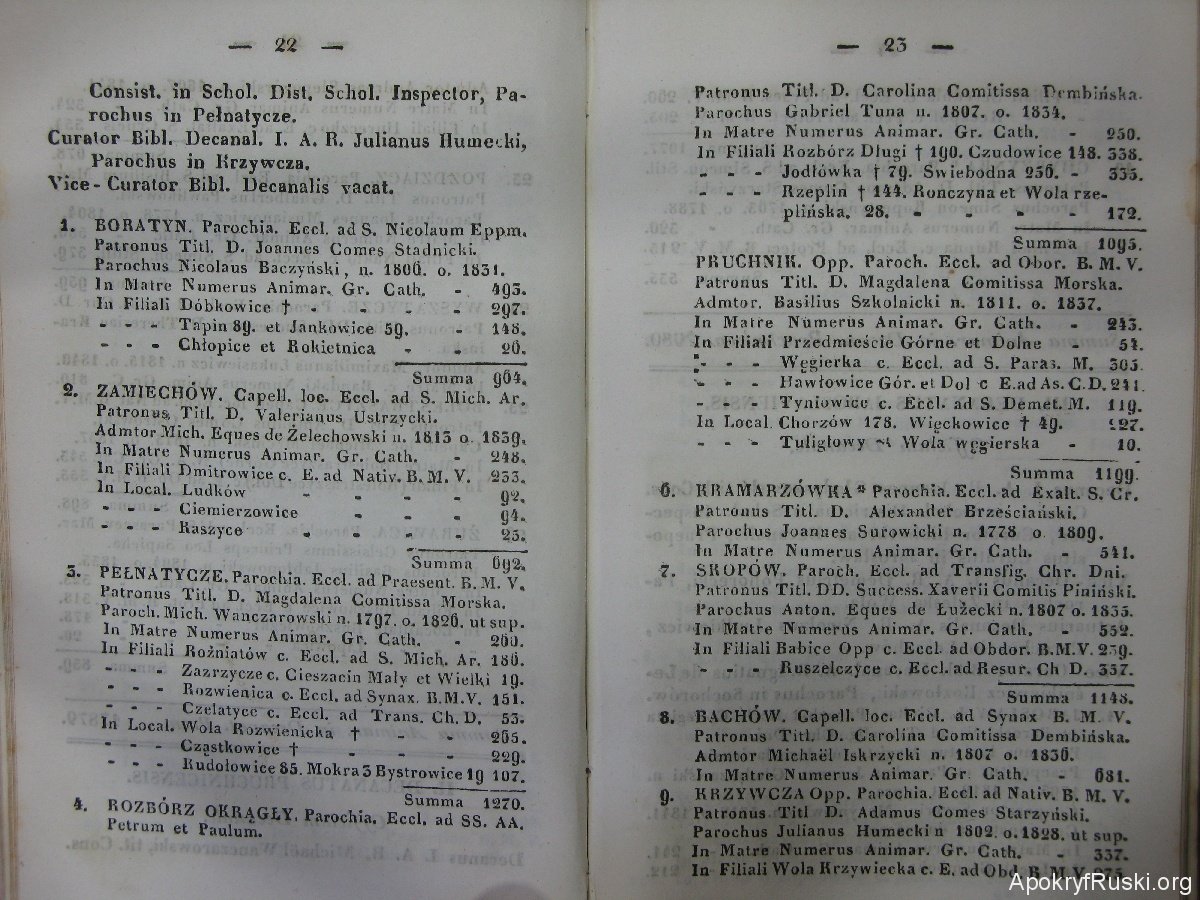 — 22 —
Consist. in Schol. Dist. Schol. Inspector, Pa-
rochus in Pełnatycze.
Curator Bibl. Decanal. I. A. R. Julianus Humecki,
Parochus in Krzywcza.
Vice-Curator Bibl. Decanalis vacat.
1. BORATYN. Parochia. Eccl. ad S. Nicolaum Eppm.
Patronus Titl. D. Joannes Comes Stadnicki.
Parochus Nicolaus Baczyński, n. 1806. o. 1831.
In Matre Numerus Animar. Gr. Cath. - 493.
In Filiali Dóbkowice † - - - 297.
- - - Tapin 89. et Jankowice 59. - 148.
- - - Chłopice et Rokietnica - - 26.
Summa 964.
2. ZAMIECHÓW. Capell. loc. Eccl. ad S. Mich. Ar.
Patronus Titl. D. Valerianus Ustrzycki.
Admtor Mich. Eques de Żelechowski n. 1813 o. 1839.
In Matre Numerus Animar. Gr. Cath. - 248.
In Filiali Dmitrowice c. E. ad Nativ. B. M. V. 233.
In Local. Ludków - - - - 92.
- - - Ciemierzowice - - - 94.
- - - Raszyce - - - - 25.
Summa 692.
3. PEŁNATYCZE. Parochia. Eccl. ad Praesent. B. M. V.
Patronus Titl. D. Magdalena Comitissa Morska.
Paroch. Mich. Wanczarowski n. 1797. o. 1820. ut sup.
In Matre Numerus Animar. Gr. Cath. - 260.
In Filiali Rożniatów c. Eccl. ad S. Mich. Ar. 186.
- - - Zazrzycze c. Cieszacin Mały et Wielki 19.
- - - Rozwienica c. Eccl. ad Synax. B. M. V. 151.
- - - Czelatyce c. Eccl. ad Trans. Ch. D. 53.
In Local. Wola Rozwienicka † - - 265.
- - - Cząstkowice † - - - 229.
- - - Rudołowice 85. Mokra 3 Bystrowice 19 107.
Summa 1270.
4. ROZBÓRZ OKRĄGŁY. Parochia. Eccl. ad SS. AA.
Petrum et Paulum.
— 23 —
Patronus Titl. D. Carolina Comitissa Dembińska.
Parochus Gabriel Tuna n. 1807. o. 1834.
In Matre Numerus Animar. Gr. Cath. - 250.
In Filiali Rozbórz Długi † 190. Czudowice 148. 338.
- - - Jodłówka † 79. Swiebodna 256. - 335.
- - - Rzeplin † 144. Rończyna et Wola rze-
plińska. 28. - - - - 172.
Summa 1095.
PRUCHNIK. Opp. Paroch. Eccl. ad Obor. B. M. V.
Patronus Titl. D. Magdalena Comitissa Morska.
Admtor. Basilius Szkolnicki n. 1811. o. 1837.
In Matre Numerus Animar. Gr. Cath. - 243.
In Filiali Przedmieście Górne et Dolne - 54.
- - - Węgierka c. Eccl. ad S. Paras. M. 305.
- - - Hawłowice Gór. et Dol c E. ad As. C. D. 241.
- - - Tyniowice c. Eccl. ad S. Demet. M. 119.
In Local. Chorzów 178. Więckowice † 49. 227.
- - - Tuligłowy Wola węgierska - 10.
Summa 1199.
6. KRAMARZÓWKA* Parochia. Eccl. ad Exalt. S. Cr.
Patronus Titl. D. Alexander Brześciański.
Parochus Joannes Surowicki n. 1778 o. 1809.
In Matre Numerus Animar. Gr. Cath. - 541.
7. SKOPÓW. Paroch. Eccl. ad Transfig. Chr. Dni.
Patronus Titl. DD. Success. Xaverii Comitis Pinińskì.
Parochus Anton. Eques de Łużecki n. 1807 o. 1835.
In Matre Numerus Animar. Gr. Cath. - 552.
In Filiali Babice Opp c. Eccl. ad Obdor. B. M. V. 259.
- - - Ruszelczyce c. Eccl. ad Resur. Ch D. 337.
Summa 1148.
8. BACHÓW. Capell. loc. Eccl. ad Synax B. M. V.
Patronus Titl. D. Carolina Comitissa Dembińska.
Admtor Michaël Iskrzycki n. 1807 o. 1836.
In Matre Numerus Animar. Gr. Cath. - 681.
9. KRZYWCZA Opp. Parochia. Eccl. ad Nativ. B. M. V.
Patronus Titl D. Adamus Comes Starzyński.
Parochus Julianus Humecki n 1802. o. 1828. ut sup.
In Matre Numerus Animar. Gr. Cath. - 337.
In Filiali Wola Krzywiecka c. E. ad Obd. B. M. V. 275.
ApokryfRuski.org